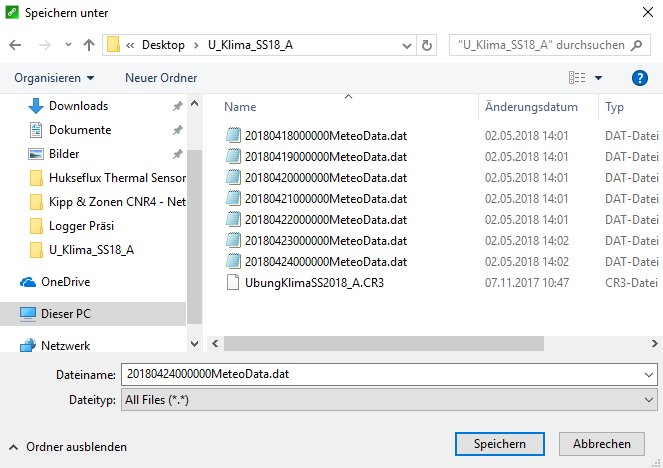 Speichern unter
« Desktop > U_Klima_SS18_A
"U_Klima_SS18_A" durchsuchen
Organisieren Neuer Ordner ?
Name Änderungsdatum Typ
Downloads
Dokumente
Bilder
Hukseflux Thermal Sensor
Kipp & Zonen CNR4 - Net
Logger Präsi
U_Klima_SS18_A
OneDrive
Dieser PC
Netzwerk
20180418000000MeteoData.dat 02.05.2018 14:01 DAT-Datei
20180419000000MeteoData.dat 02.05.2018 14:01 DAT-Datei
20180420000000MeteoData.dat 02.05.2018 14:01 DAT-Datei
20180421000000MeteoData.dat 02.05.2018 14:01 DAT-Datei
20180422000000MeteoData.dat 02.05.2018 14:01 DAT-Datei
20180423000000MeteoData.dat 02.05.2018 14:02 DAT-Datei
20180424000000MeteoData.dat 02.05.2018 14:02 DAT-Datei
UbungKlimaSS2018_A.CR3 07.11.2017 10:47 CR3-Datei
Dateiname: 20180424000000MeteoData.dat
Dateityp: All Files (*.*)
Ordner ausblenden
Speichern Abbrechen